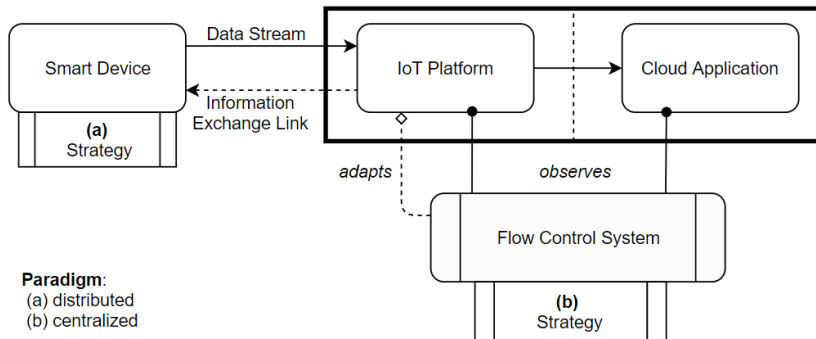 Data Stream
Smart Device
IoT Platform
Cloud Application
Information
Exchange Link
(a)
Strategy
adapts
observes
Flow Control System
Paradigm:
(a) distributed
(b) centralized
(b)
Strategy